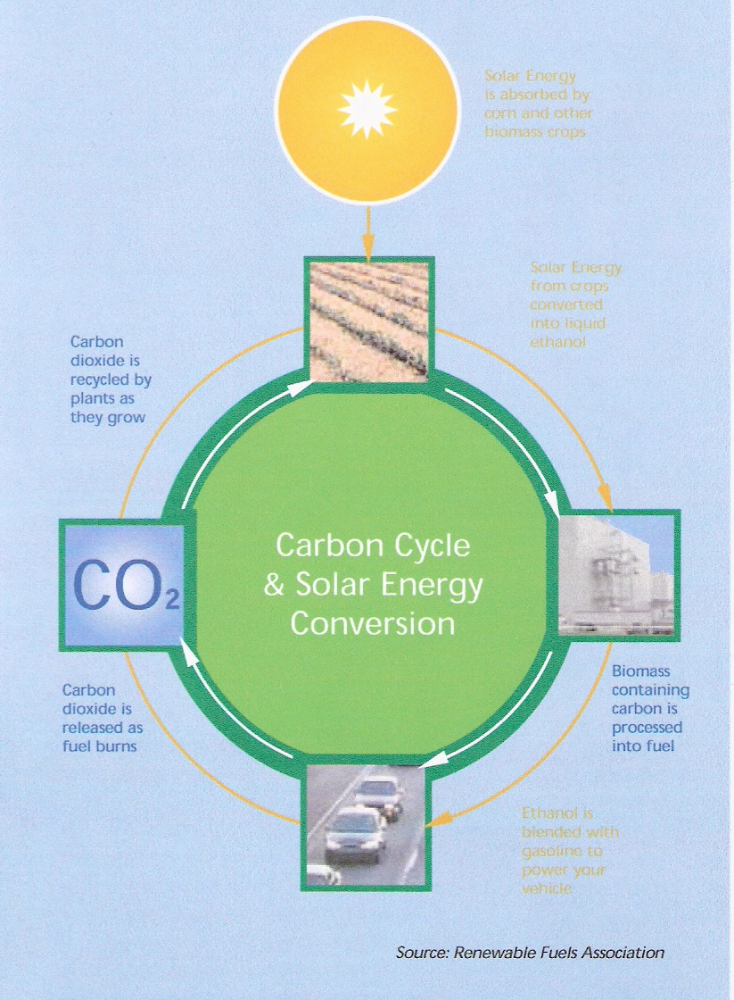 Solar Energy
is absorbed by
corn and other
biomass crops
Solar Energy
from crops
converted
into liquid
ethanol
Carbon
dioxide is
recycled by
plants as
they grow
Carbon Cycle
& Solar Energy
Conversion
CO₂
Biomass
containing
carbon is
processed
into fuel
Carbon
dioxide is
released as
fuel burns
Ethanol is
blended with
gasoline to
power your
vehicle
Source: Renewable Fuels Association